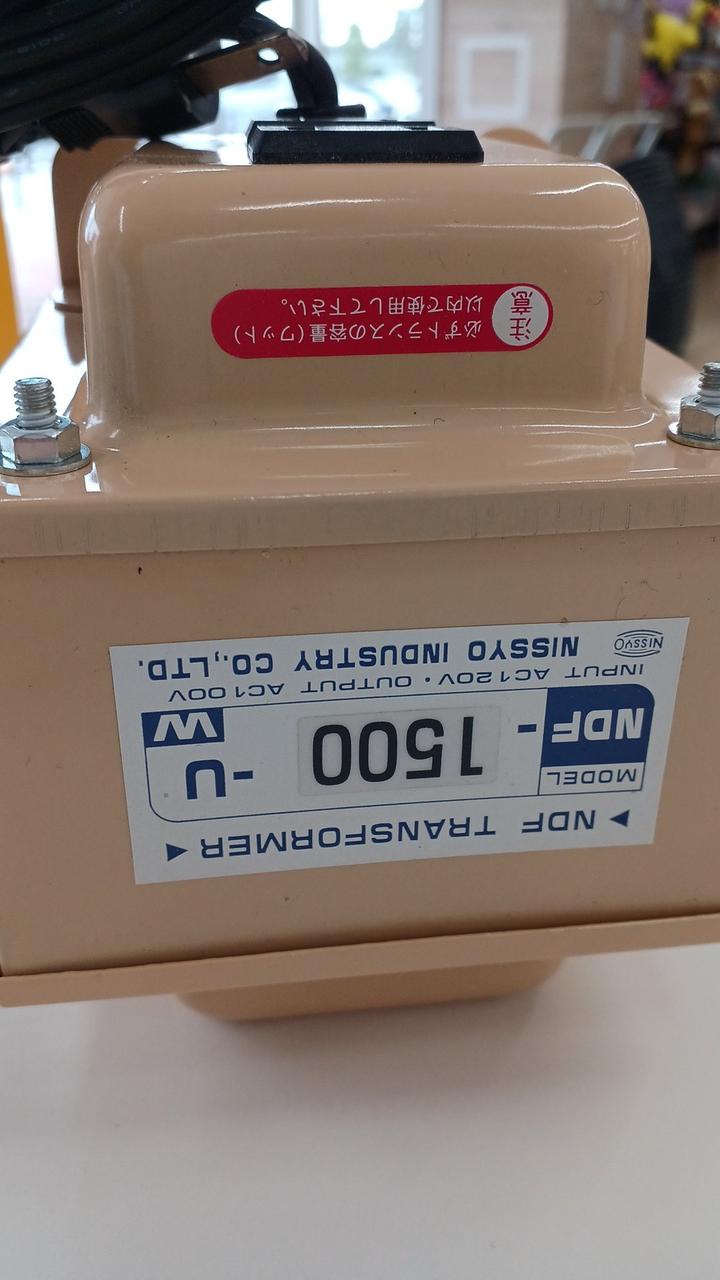 ▶ NDF TRANSFORMER ◀
MODEL
NDF- 1500 -U
W
INPUT AC120V・OUTPUT AC100V
NISSYO NISSYO INDUSTRY CO.,LTD.
注意
必ずトランスの容量(ワット)
以内で使用して下さい。